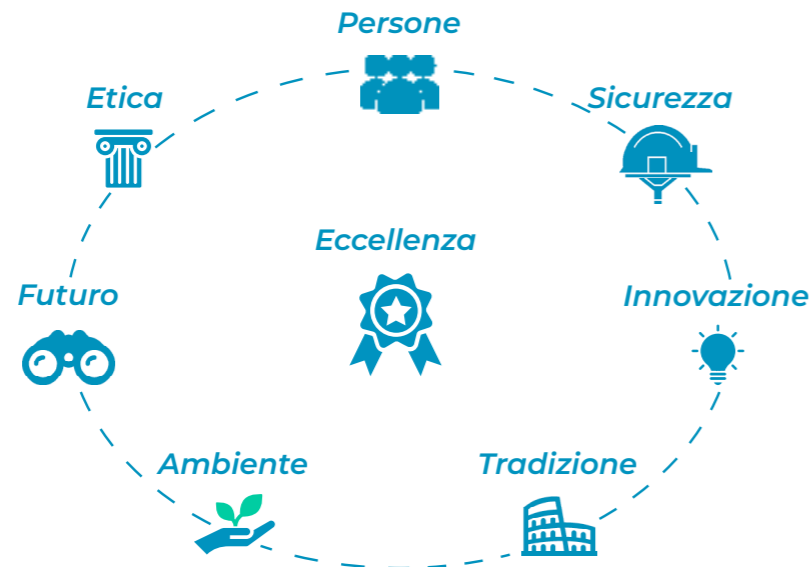 Persone
Etica
Sicurezza
Eccellenza
Futuro
Innovazione
Ambiente
Tradizione